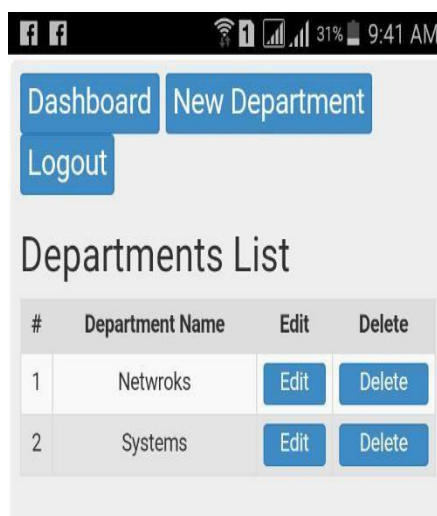 31% 9:41 AM
Dashboard New Department
Logout
Departments List
# Department Name Edit Delete
1 Netwroks Edit Delete
2 Systems Edit Delete